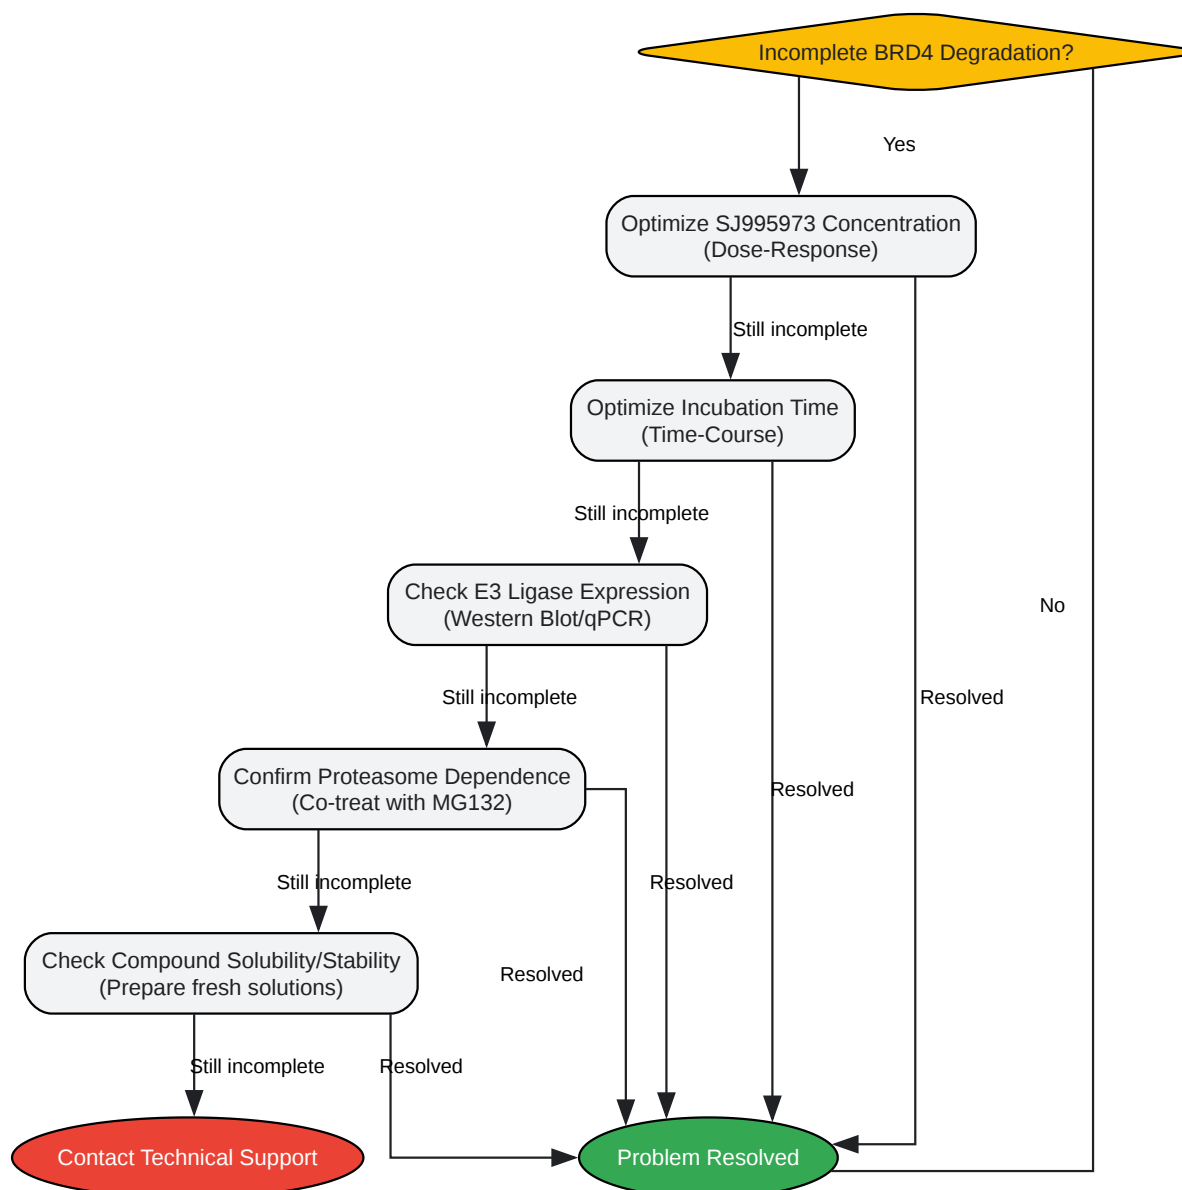 Incomplete BRD4 Degradation?
Yes
Optimize SJ995973 Concentration
(Dose-Response)
Still incomplete
Optimize Incubation Time
(Time-Course)
Still incomplete
Check E3 Ligase Expression
(Western Blot/qPCR)
No
Still incomplete
Resolved
Confirm Proteasome Dependence
(Co-treat with MG132)
Resolved
Still incomplete
Resolved
Check Compound Solubility/Stability
(Prepare fresh solutions)
Resolved
Still incomplete
Resolved
Contact Technical Support
Problem Resolved